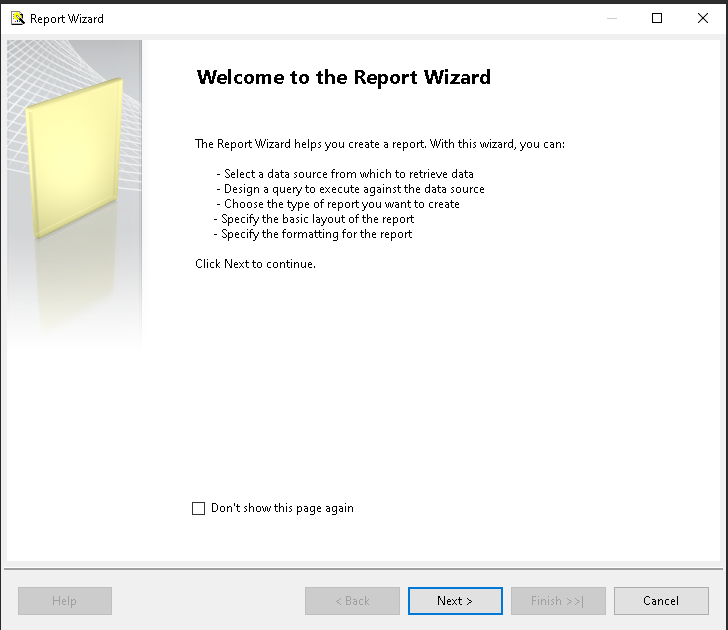 Report Wizard
Welcome to the Report Wizard
The Report Wizard helps you create a report. With this wizard, you can:
- Select a data source from which to retrieve data
- Design a query to execute against the data source
- Choose the type of report you want to create
- Specify the basic layout of the report
- Specify the formatting for the report
Click Next to continue.
Don't show this page again
Help < Back Next > Finish >>| Cancel